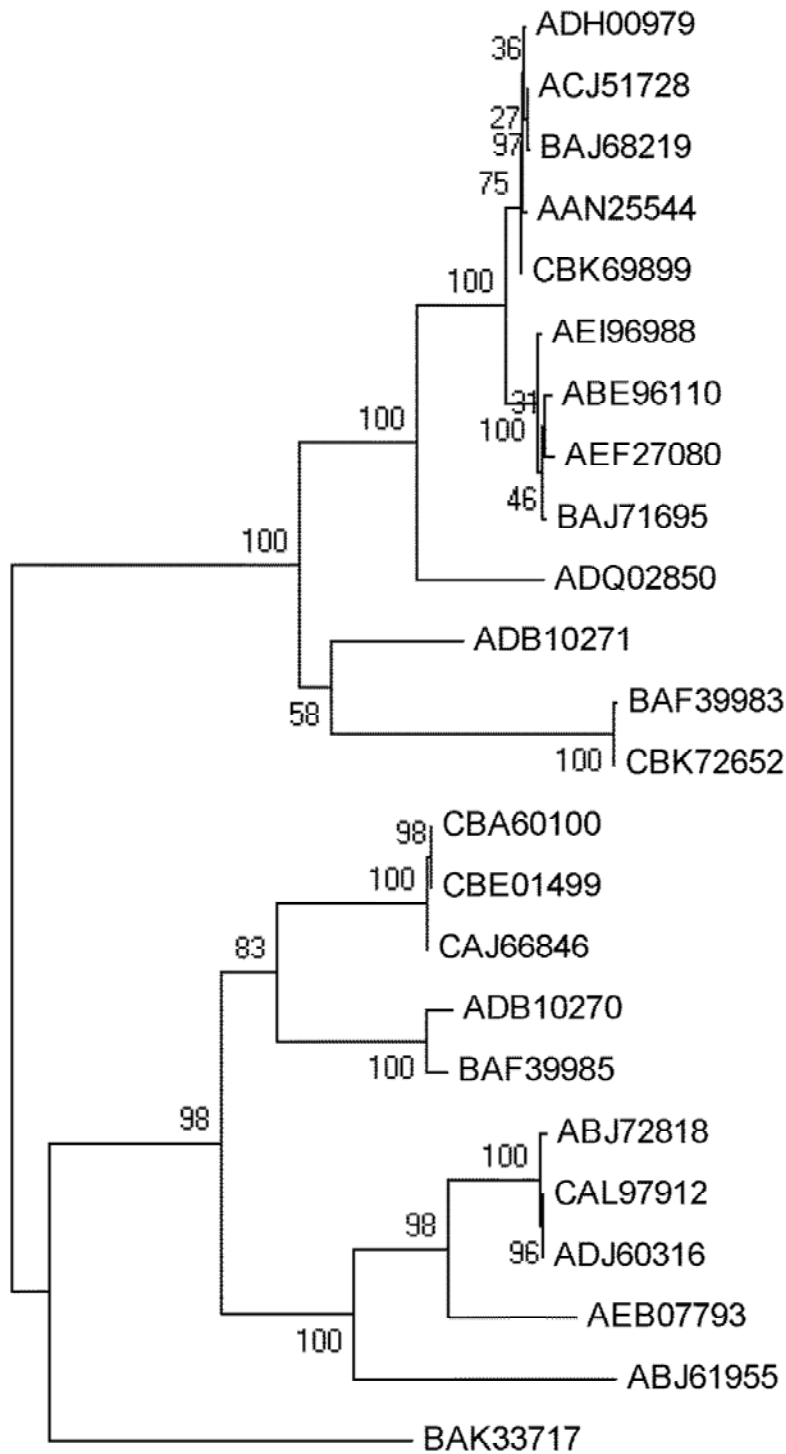 ADH00979
36
ACJ51728
27
97
BAJ68219
75
AAN25544
100
CBK69899
AEI96988
31
ABE96110
100
100
AEF27080
46
BAJ71695
100
ADQ02850
ADB10271
58
BAF39983
100
CBK72652
98
CBA60100
100
CBE01499
83
CAJ66846
ADB10270
100
BAF39985
98
ABJ72818
100
CAL97912
98
96
ADJ60316
AEB07793
100
ABJ61955
BAK33717